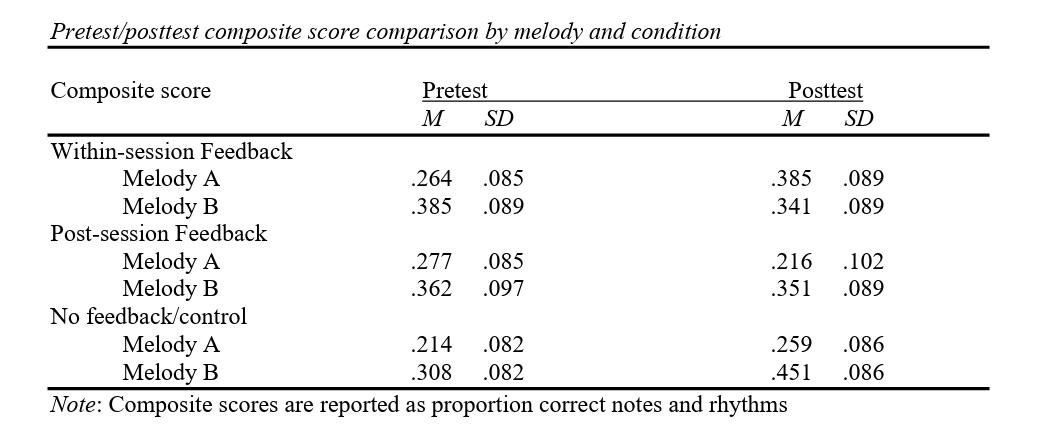 Pretest/posttest composite score comparison by melody and condition
Composite score Pretest Posttest
M SD M SD
Within-session Feedback
Melody A .264 .085 .385 .089
Melody B .385 .089 .341 .089
Post-session Feedback
Melody A .277 .085 .216 .102
Melody B .362 .097 .351 .089
No feedback/control
Melody A .214 .082 .259 .086
Melody B .308 .082 .451 .086
Note: Composite scores are reported as proportion correct notes and rhythms